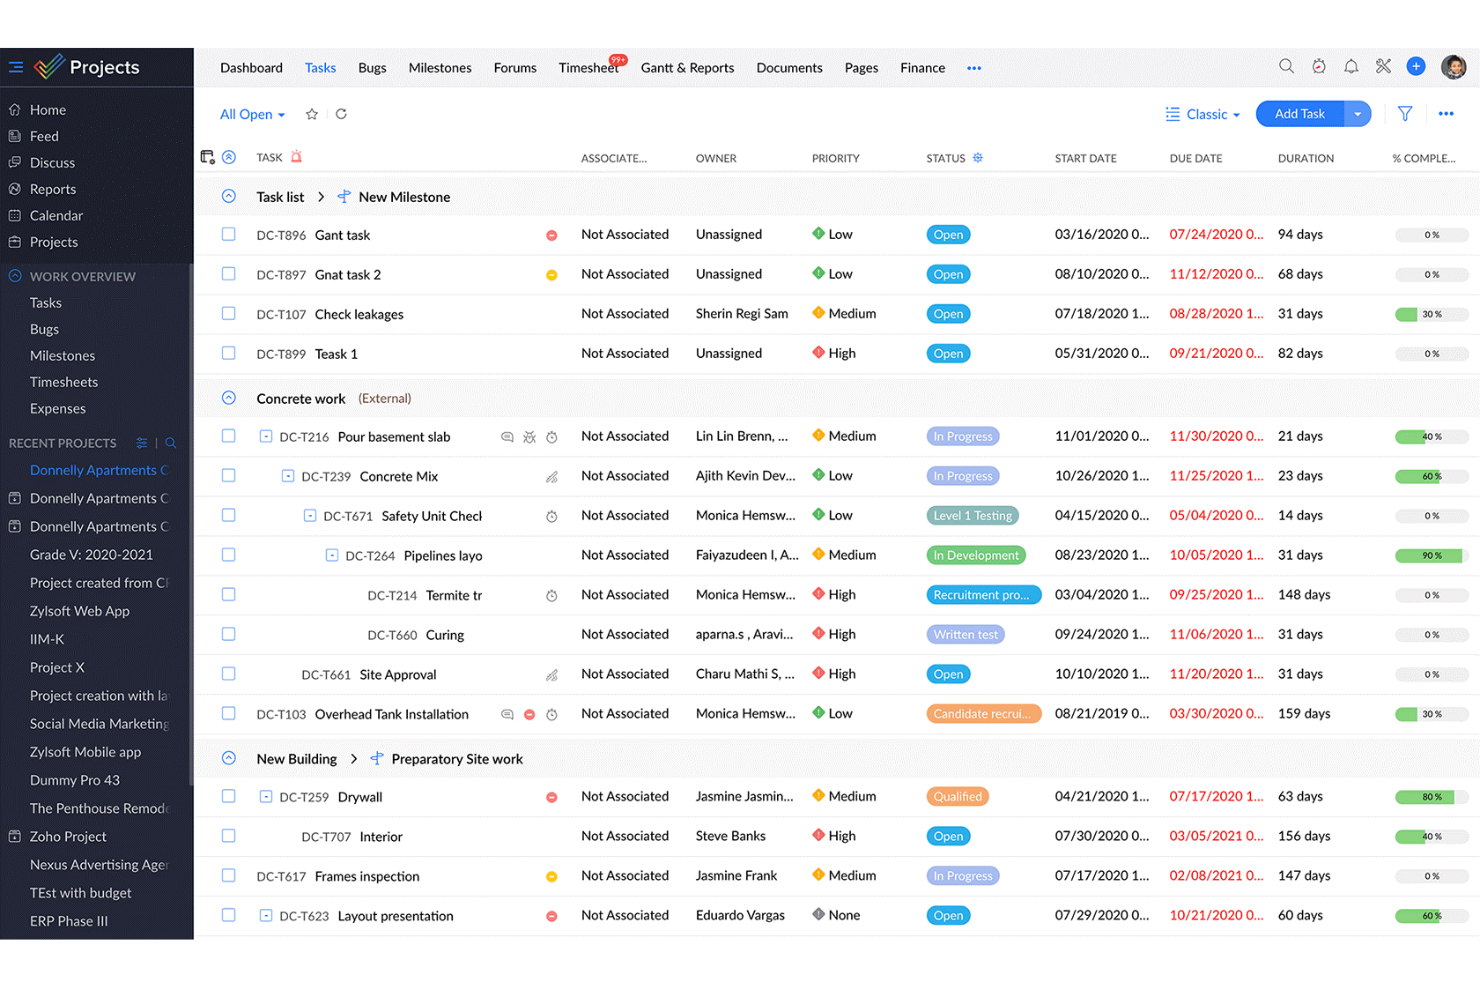 Projects
Dashboard Tasks Bugs Milestones Forums Timesheet 99+ Gantt & Reports Documents Pages Finance
Home
Feed
Discuss
Reports
Calendar
Projects
WORK OVERVIEW
Tasks
Bugs
Milestones
Timesheets
Expenses
RECENT PROJECTS
Donnelly Apartments C
Donnelly Apartments C
Donnelly Apartments C
Grade V: 2020-2021
Project created from CR
Zylsoft Web App
IIM-K
Project X
Project creation with la
Social Media Marketing
Zylsoft Mobile app
Dummy Pro 43
The Penthouse Remode
Zoho Project
Nexus Advertising Ager
TEst with budget
ERP Phase III
All Open Classic Add Task
TASK ASSOCIATE... OWNER PRIORITY STATUS START DATE DUE DATE DURATION % COMPLE...
Task list New Milestone
DC-T896 Gant task Not Associated Unassigned Low Open 03/16/2020 0... 07/24/2020 0... 94 days 0 %
DC-T897 Gnat task 2 Not Associated Unassigned Low Open 08/10/2020 0... 11/12/2020 0... 68 days 0 %
DC-T107 Check leakages Not Associated Sherin Regi Sam Medium Open 07/18/2020 1... 08/28/2020 1... 31 days 30 %
DC-T899 Teask 1 Not Associated Unassigned High Open 05/31/2020 0... 09/21/2020 1... 82 days 0 %
Concrete work (External)
DC-T216 Pour basement slab Not Associated Lin Lin Brenn, ... Medium In Progress 11/01/2020 0... 11/30/2020 0... 21 days 40 %
DC-T239 Concrete Mix Not Associated Ajith Kevin Dev... Low In Progress 10/26/2020 1... 11/25/2020 1... 23 days 60 %
DC-T671 Safety Unit Check Not Associated Monica Hemsw... Low Level 1 Testing 04/15/2020 0... 05/04/2020 0... 14 days 0 %
DC-T264 Pipelines layo Not Associated Faiyazudeen I, A... Medium In Development 08/23/2020 1... 10/05/2020 1... 31 days 90 %
DC-T214 Termite tr Not Associated Monica Hemsw... High Recruitment pro... 03/04/2020 1... 09/25/2020 1... 148 days 0 %
DC-T660 Curing Not Associated aparna.s , Aravi... High Written test 09/24/2020 1... 11/06/2020 1... 31 days 0 %
DC-T661 Site Approval Not Associated Charu Mathi S, ... High Open 10/10/2020 1... 11/20/2020 1... 31 days 0 %
DC-T103 Overhead Tank Installation Not Associated Monica Hemsw... Low Candidate recrui... 08/21/2019 0... 03/30/2020 0... 159 days 30 %
New Building Preparatory Site work
DC-T259 Drywall Not Associated Jasmine Jasmin... Medium Qualified 04/21/2020 1... 07/17/2020 1... 63 days 80 %
DC-T707 Interior Not Associated Steve Banks High Open 07/30/2020 0... 03/05/2021 0... 156 days 40 %
DC-T617 Frames inspection Not Associated Jasmine Frank Medium In Progress 07/17/2020 1... 02/08/2021 0... 147 days 0 %
DC-T623 Layout presentation Not Associated Eduardo Vargas None Open 07/29/2020 0... 10/21/2020 0... 60 days 60 %